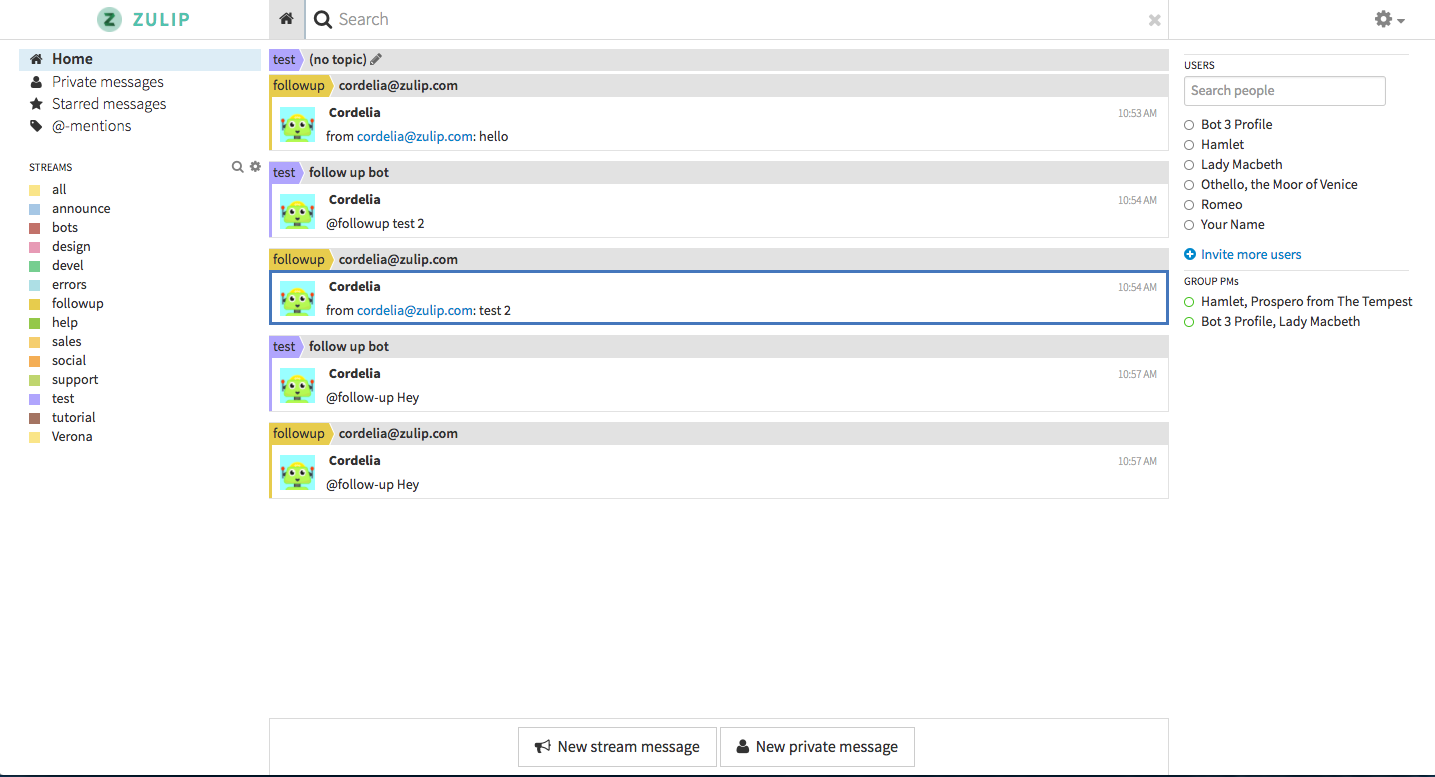 Z ZULIP
Search
Home
Private messages
Starred messages
@-mentions
STREAMS
all
announce
bots
design
devel
errors
followup
help
sales
social
support
test
tutorial
Verona
test (no topic)
followup cordelia@zulip.com
Cordelia 10:53 AM
from cordelia@zulip.com: hello
test follow up bot
Cordelia 10:54 AM
@followup test 2
followup cordelia@zulip.com
Cordelia 10:54 AM
from cordelia@zulip.com: test 2
test follow up bot
Cordelia 10:57 AM
@follow-up Hey
followup cordelia@zulip.com
Cordelia 10:57 AM
@follow-up Hey
New stream message
New private message
USERS
Search people
Bot 3 Profile
Hamlet
Lady Macbeth
Othello, the Moor of Venice
Romeo
Your Name
Invite more users
GROUP PMs
Hamlet, Prospero from The Tempest
Bot 3 Profile, Lady Macbeth